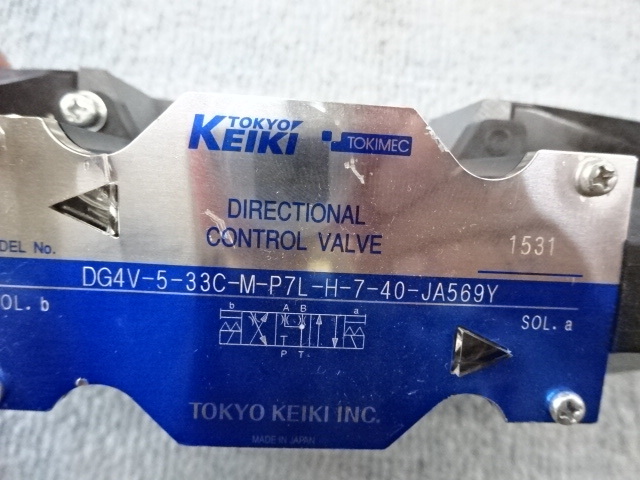 TOKYO
KEIKI TOKIMEC
DIRECTIONAL
CONTROL VALVE
1531
DEL No.
DG4V-5-33C-M-P7L-H-7-40-JA569Y
OL. b
b A B a
T
P T
SOL. a
TOKYO KEIKI INC.
MADE IN JAPAN